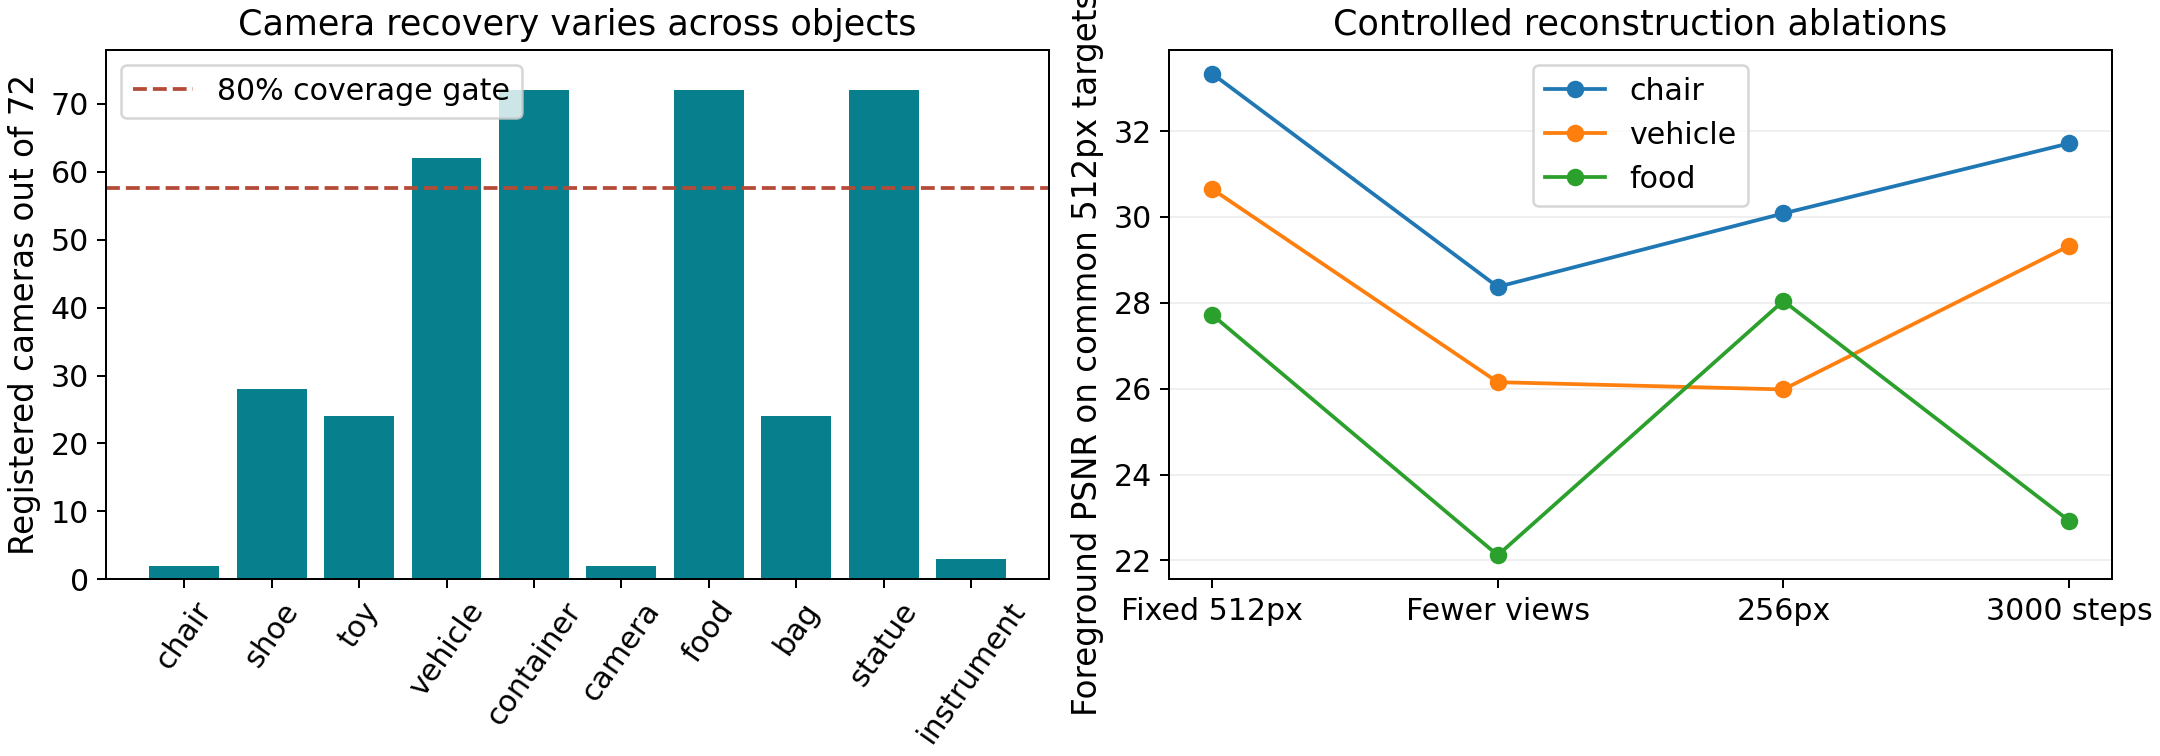 Camera recovery varies across objects
Registered cameras out of 72
80% coverage gate
70
60
50
40
30
20
10
0
chair
shoe
toy
vehicle
container
camera
food
bag
statue
instrument
Controlled reconstruction ablations
Foreground PSNR on common 512px targets
chair
vehicle
food
32
30
28
26
24
22
Fixed 512px
Fewer views
256px
3000 steps